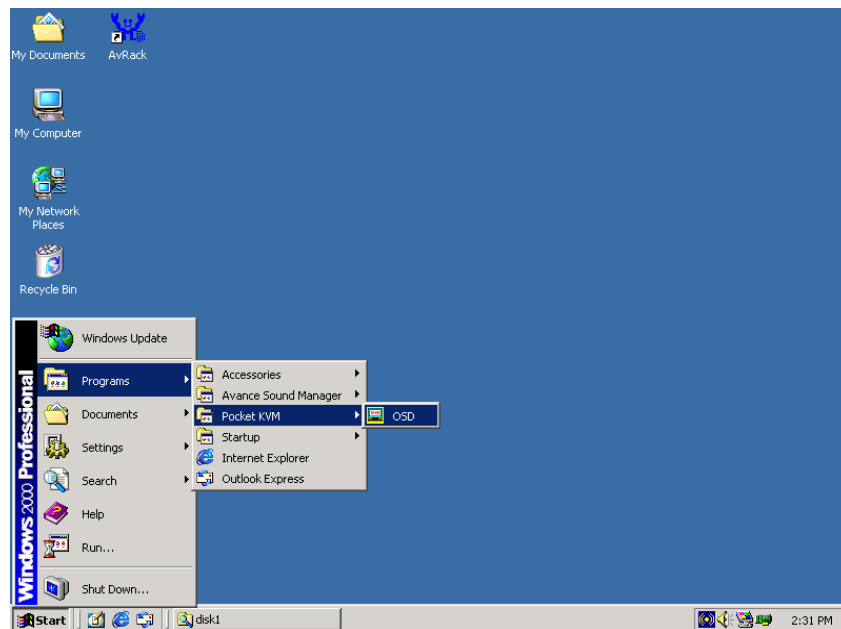 My Documents
AvRack
My Computer
My Network
Places
Recycle Bin
Windows 2000 Professional
Windows Update
Programs
Documents
Settings
Search
Help
Run...
Shut Down...
Accessories
Avance Sound Manager
Pocket KVM
Startup
Internet Explorer
Outlook Express
OSD
Start
disk1
2:31 PM